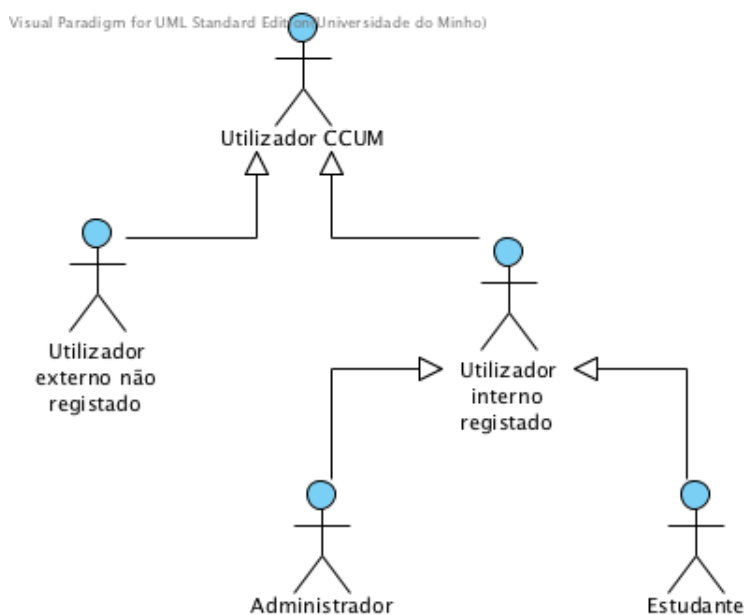 Visual Paradigm for UML Standard Edition(Universidade do Minho)
Utilizador CCUM
Utilizador
externo não
registado
Utilizador
interno
registado
Administrador
Estudante